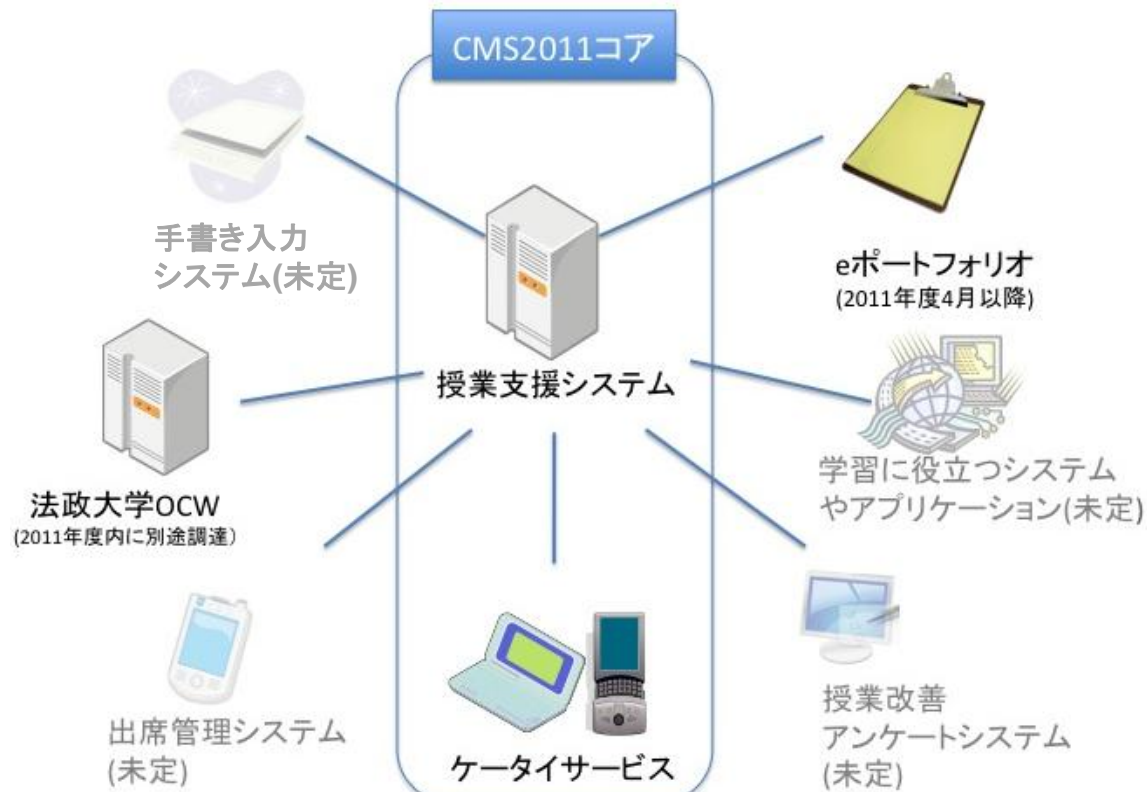 CMS2011コア
手書き入力
システム(未定)
eポートフォリオ
(2011年度4月以降)
授業支援システム
法政大学OCW
(2011年度内に別途調達)
学習に役立つシステム
やアプリケーション(未定)
出席管理システム
(未定)
ケータイサービス
授業改善
アンケートシステム
(未定)